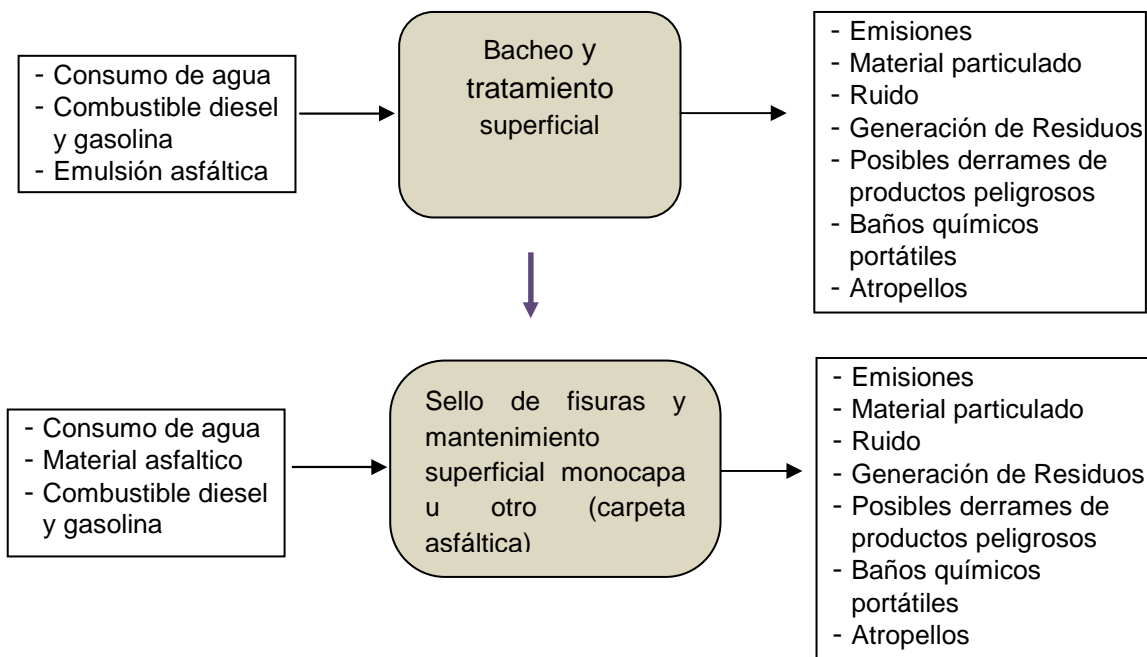 - Consumo de agua
- Combustible diesel
y gasolina
- Emulsión asfáltica
Bacheo y
tratamiento
superficial
- Emisiones
- Material particulado
- Ruido
- Generación de Residuos
- Posibles derrames de
productos peligrosos
- Baños químicos
portátiles
- Atropellos
- Consumo de agua
- Material asfaltico
- Combustible diesel
y gasolina
Sello de fisuras y
mantenimiento
superficial monocapa
u otro (carpeta
asfáltica)
- Emisiones
- Material particulado
- Ruido
- Generación de Residuos
- Posibles derrames de
productos peligrosos
- Baños químicos
portátiles
- Atropellos